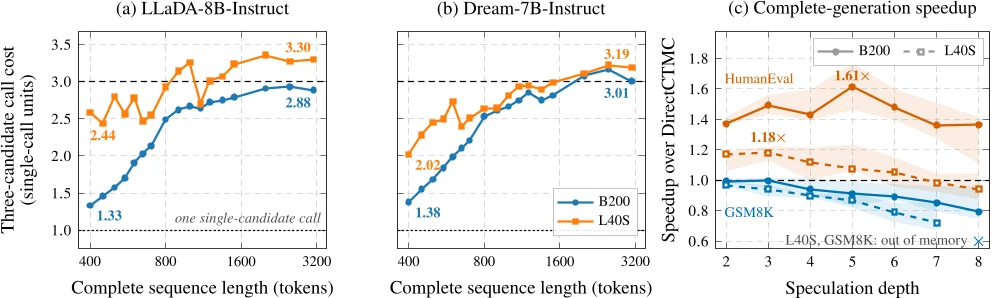 (a) LLaDA-8B-Instruct
(b) Dream-7B-Instruct
(c) Complete-generation speedup
Three-candidate call cost
(single-call units)
3.5
3.0
2.5
2.0
1.5
1.0
3.30
2.88
2.44
1.33
one single-candidate call
400
800
1600
3200
Complete sequence length (tokens)
3.19
3.01
2.02
1.38
B200
L40S
400
800
1600
3200
Complete sequence length (tokens)
Speedup over DirectCTMC
1.8
1.6
1.4
1.2
1.0
0.8
0.6
B200
L40S
HumanEval
1.61×
1.18×
GSM8K
L40S, GSM8K: out of memory
2
3
4
5
6
7
8
Speculation depth